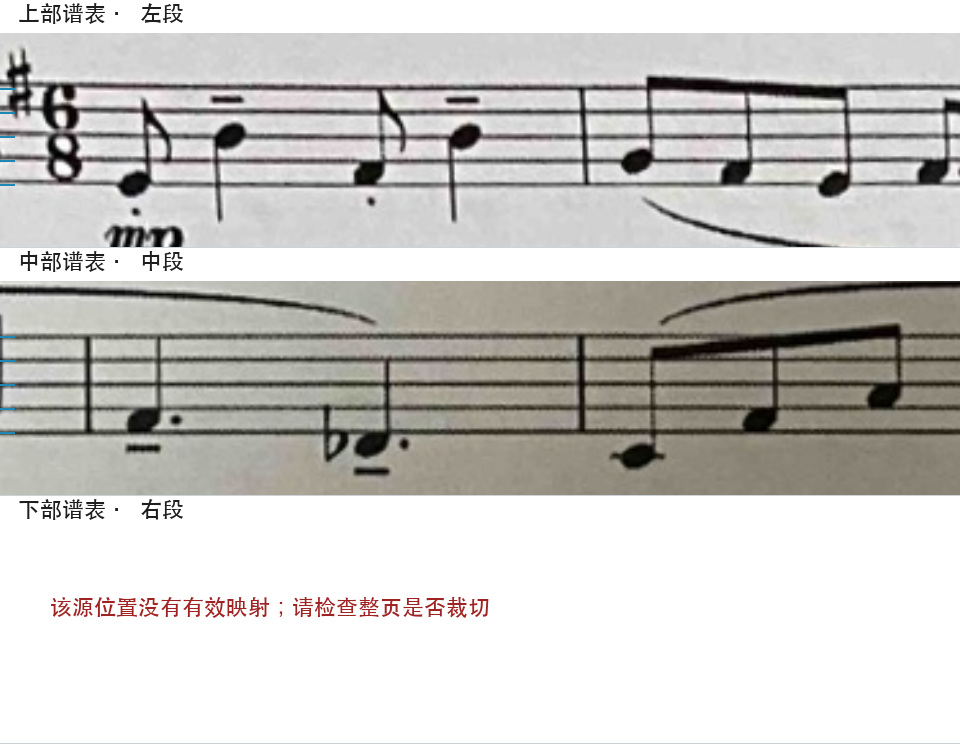 上部谱表 · 左段
6
8
mp
中部谱表 · 中段
下部谱表 · 右段
该源位置没有有效映射；请检查整页是否裁切